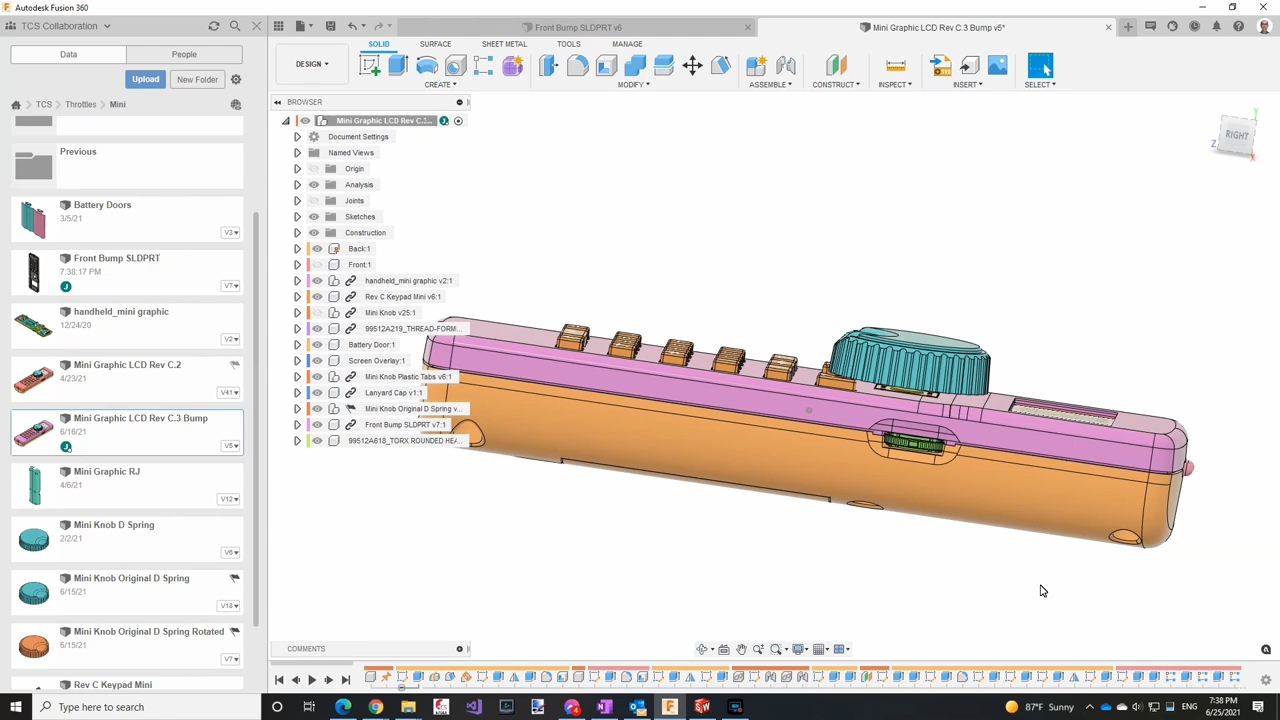 Autodesk Fusion 360
TCS Collaboration
Front Bump SLDPRT v6
Mini Graphic LCD Rev C.3 Bump v5*
Data
People
SOLID
SURFACE
SHEET METAL
TOOLS
MANAGE
Upload
New Folder
DESIGN
CREATE
MODIFY
ASSEMBLE
CONSTRUCT
INSPECT
INSERT
SELECT
TCS
Throttles
Mini
BROWSER
Mini Graphic LCD Rev C.:...
Document Settings
Named Views
Origin
Analysis
Joints
Sketches
Construction
Back:1
Front:1
handheld_mini graphic v2:1
Rev C Keypad Mini v6:1
Mini Knob v25:1
99512A219_THREAD-FORM...
Battery Door:1
Screen Overlay:1
Mini Knob Plastic Tabs v6:1
Lanyard Cap v1:1
Mini Knob Original D Spring v...
Front Bump SLDPRT v7:1
99512A618_TORX ROUNDED HEA...
RIGHT
Z
Y
X
Previous
Battery Doors
3/5/21
V3
Front Bump SLDPRT
7:38:17 PM
J
V7
handheld_mini graphic
12/24/20
V2
Mini Graphic LCD Rev C.2
4/23/21
V41
Mini Graphic LCD Rev C.3 Bump
6/16/21
J
V5
Mini Graphic RJ
4/6/21
V12
Mini Knob D Spring
2/2/21
V6
Mini Knob Original D Spring
6/15/21
V18
Mini Knob Original D Spring Rotated
6/15/21
V7
Rev C Keypad Mini
COMMENTS
Type here to search
87°F Sunny
7:38 PM
6/25/2021